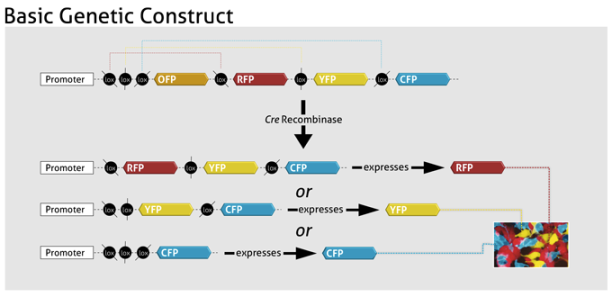 Basic Genetic Construct
Promoter lox lox lox OFP lox RFP lox YFP lox CFP
Cre Recombinase
Promoter lox RFP lox YFP lox CFP expresses RFP
or
Promoter lox lox YFP lox CFP expresses YFP
or
Promoter lox lox lox CFP expresses CFP